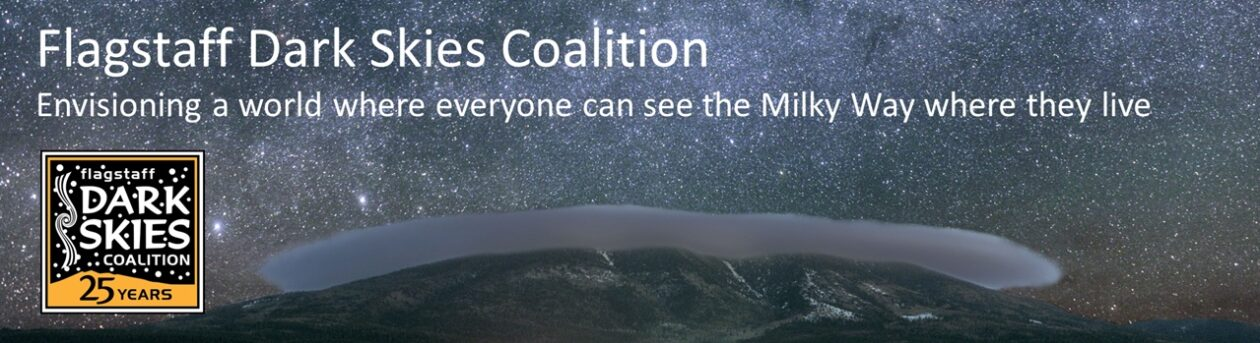 Flagstaff Dark Skies Coalition
Envisioning a world where everyone can see the Milky Way where they live
flagstaff
DARK
SKIES
COALITION
25 YEARS